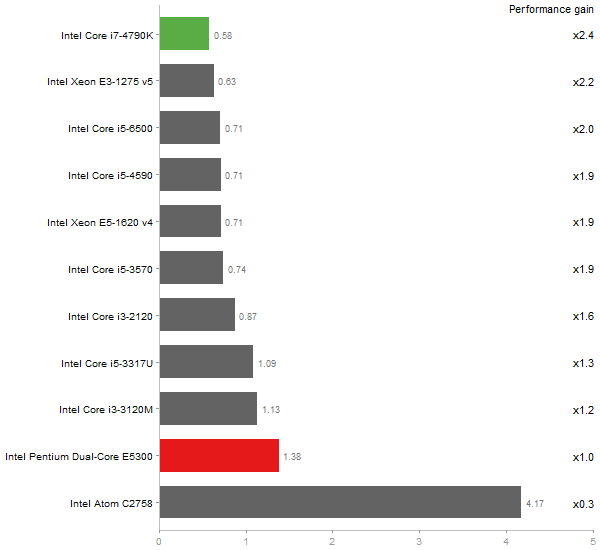 Performance gain
Intel Core i7-4790K 0.58 x2.4
Intel Xeon E3-1275 v5 0.63 x2.2
Intel Core i5-6500 0.71 x2.0
Intel Core i5-4590 0.71 x1.9
Intel Xeon E5-1620 v4 0.71 x1.9
Intel Core i5-3570 0.74 x1.9
Intel Core i3-2120 0.87 x1.6
Intel Core i5-3317U 1.09 x1.3
Intel Core i3-3120M 1.13 x1.2
Intel Pentium Dual-Core E5300 1.38 x1.0
Intel Atom C2758 4.17 x0.3
0 1 2 3 4 5